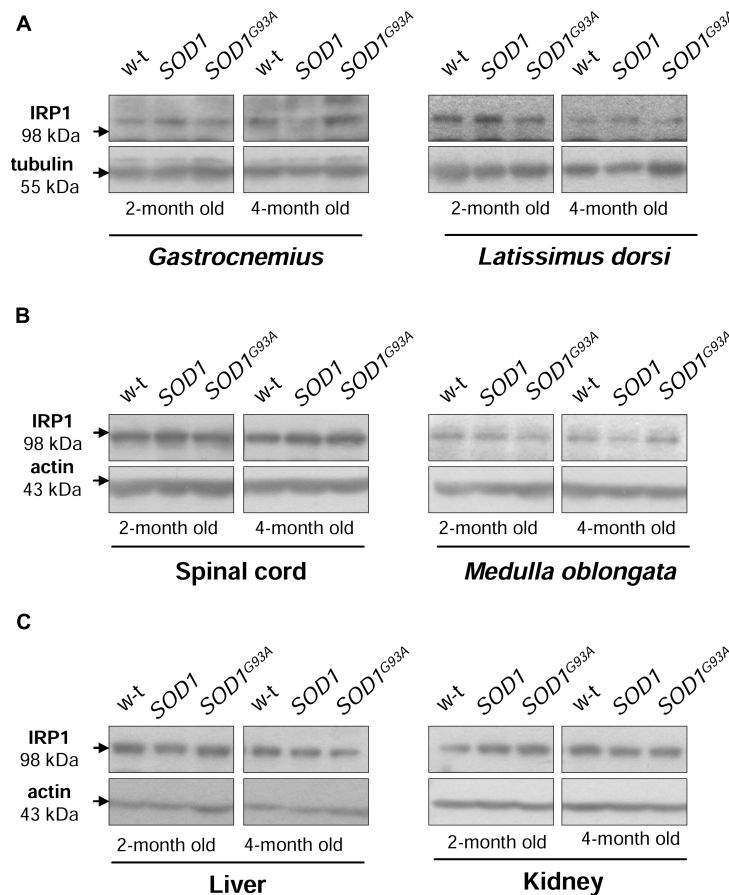 A
w-t SOD1 SOD1G93A w-t SOD1 SOD1G93A w-t SOD1 SOD1G93A w-t SOD1 SOD1G93A
IRP1
98 kDa
tubulin
55 kDa
2-month old 4-month old 2-month old 4-month old
Gastrocnemius Latissimus dorsi
B
w-t SOD1 SOD1G93A w-t SOD1 SOD1G93A w-t SOD1 SOD1G93A w-t SOD1 SOD1G93A
IRP1
98 kDa
actin
43 kDa
2-month old 4-month old 2-month old 4-month old
Spinal cord Medulla oblongata
C
w-t SOD1 SOD1G93A w-t SOD1 SOD1G93A w-t SOD1 SOD1G93A w-t SOD1 SOD1G93A
IRP1
98 kDa
actin
43 kDa
2-month old 4-month old 2-month old 4-month old
Liver Kidney